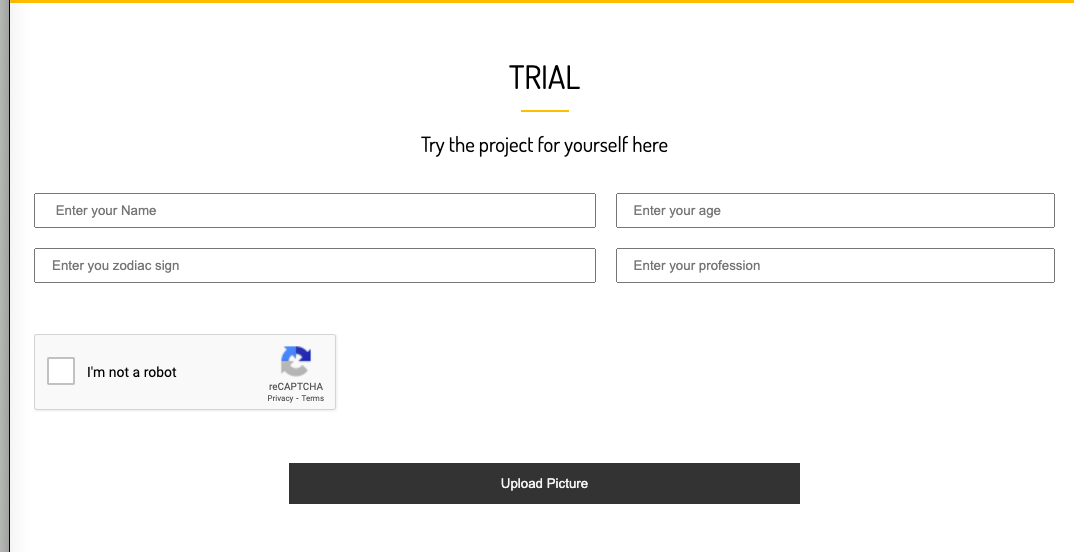 TRIAL
Try the project for yourself here
Enter your Name
Enter your age
Enter you zodiac sign
Enter your profession
I'm not a robot
reCAPTCHA
Privacy - Terms
Upload Picture